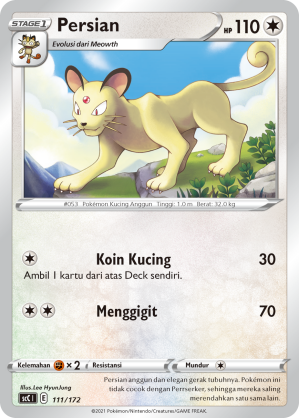 STAGE 1
Persian
HP 110
Evolusi dari Meowth
#053 Pokémon Kucing Anggun Tinggi: 1.0 m Berat: 32.0 kg
Koin Kucing 30
Ambil 1 kartu dari atas Deck sendiri.
Menggigit 70
Kelemahan × 2 Resistansi Mundur
Illus. Lee HyunJung
Persian anggun dan elegan gerak tubuhnya. Pokémon ini
tidak cocok dengan Perrserker, sehingga mereka saling
merendahkan satu sama lain.
SC1 I E 111/172
©2021 Pokémon/Nintendo/Creatures/GAME FREAK